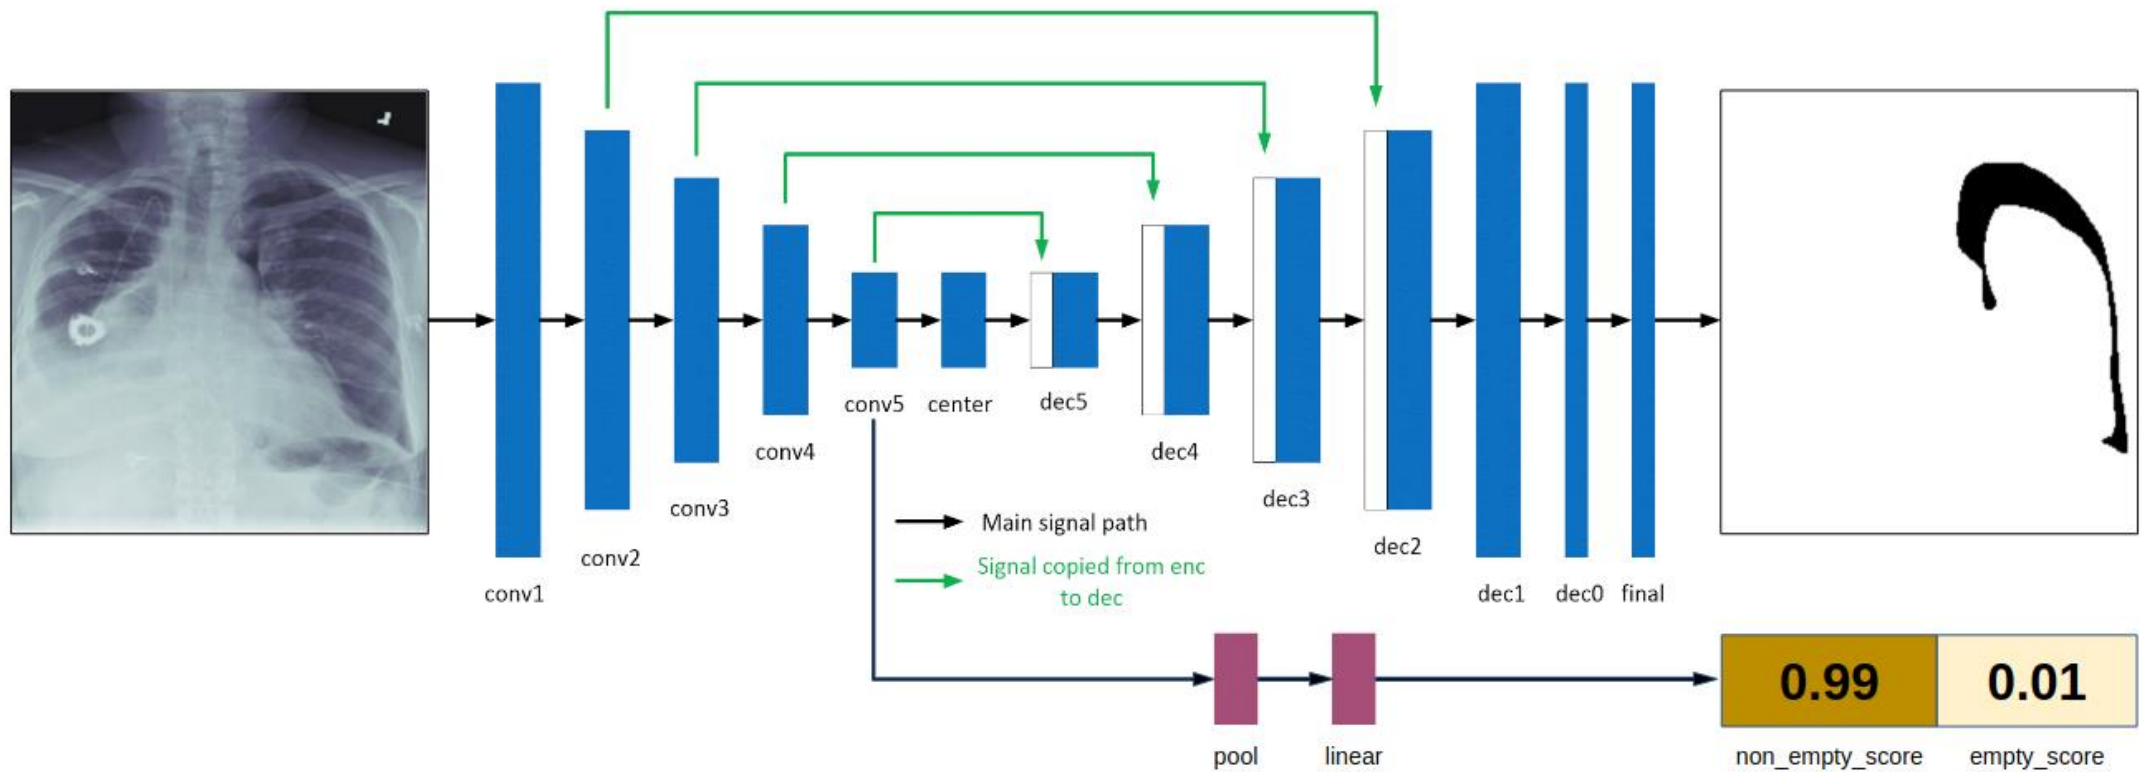 conv1
conv2
conv3
conv4
conv5
center
dec5
dec4
dec3
dec2
dec1
dec0
final
Main signal path
Signal copied from enc
to dec
pool
linear
0.99
0.01
non_empty_score
empty_score